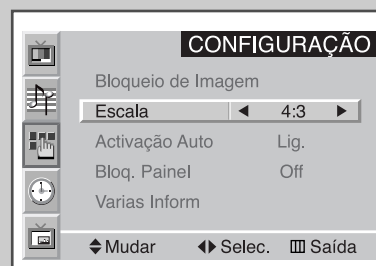 CONFIGURAÇÃO
Bloqueio de Imagem
Escala 4:3
Activação Auto Lig.
Bloq. Painel Off
Varias Inform
Mudar Selec. Saída